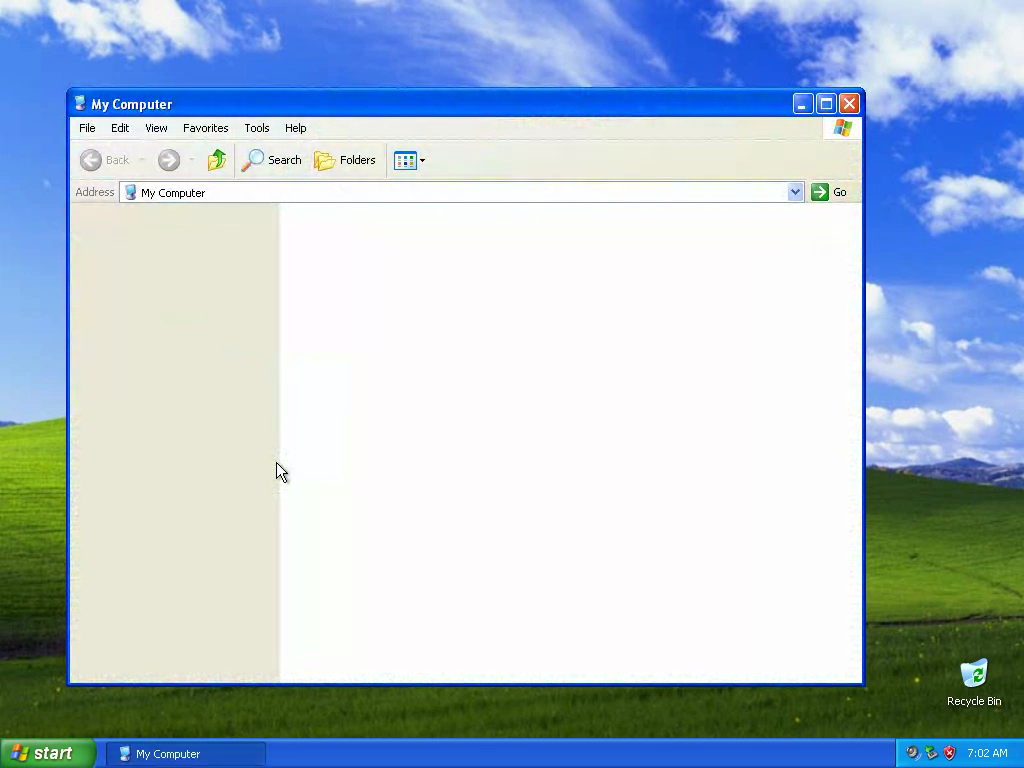 My Computer
File Edit View Favorites Tools Help
Back Search Folders
Address My Computer Go
Recycle Bin
start My Computer 7:02 AM